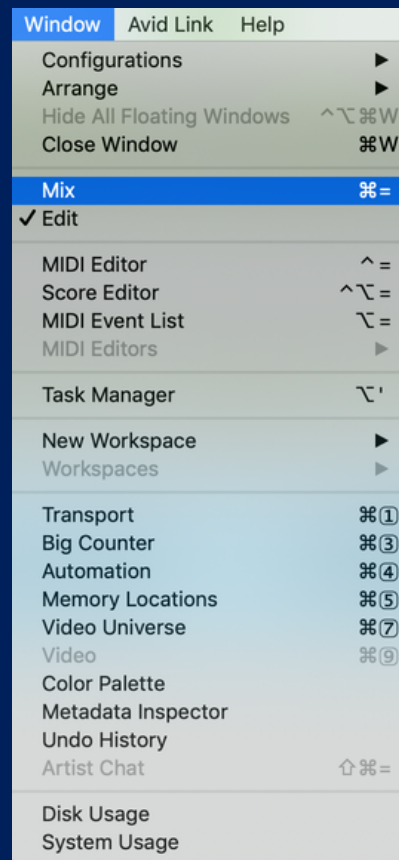 Window Avid Link Help
Configurations ▶
Arrange ▶
Hide All Floating Windows ^⌥⌘W
Close Window ⌘W
Mix ⌘=
✓ Edit
MIDI Editor ^=
Score Editor ^⌥=
MIDI Event List ⌥=
MIDI Editors ▶
Task Manager ⌥'
New Workspace ▶
Workspaces ▶
Transport ⌘1
Big Counter ⌘3
Automation ⌘4
Memory Locations ⌘5
Video Universe ⌘7
Video ⌘9
Color Palette
Metadata Inspector
Undo History
Artist Chat ⇧⌘=
Disk Usage
System Usage